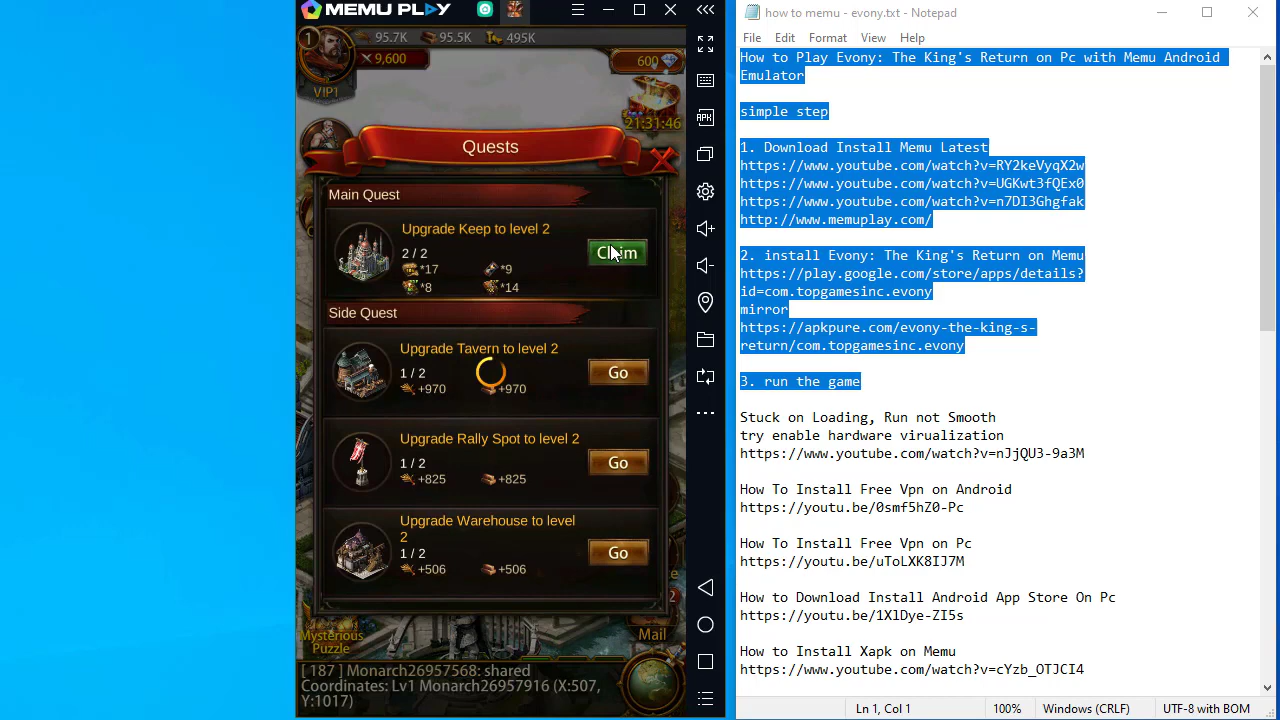 MEMU PLAY
1
95.7K
95.5K
495K
9,600
600
VIP1
21:31:46
Quests
Main Quest
Upgrade Keep to level 2
2 / 2
*17
*9
*8
*14
Claim
Side Quest
Upgrade Tavern to level 2
1 / 2
+970
+970
Go
Upgrade Rally Spot to level 2
1 / 2
+825
+825
Go
Upgrade Warehouse to level
2
1 / 2
+506
+506
Go
2
Mysterious
Puzzle
Mail
[ 187 ] Monarch26957568: shared
Coordinates: Lv1 Monarch26957916 (X:507,
Y:1017)
APK
how to memu - evony.txt - Notepad
File Edit Format View Help
How to Play Evony: The King's Return on Pc with Memu Android
Emulator
simple step
1. Download Install Memu Latest
https://www.youtube.com/watch?v=RY2keVyqX2w
https://www.youtube.com/watch?v=UGKwt3fQEx0
https://www.youtube.com/watch?v=n7DI3Ghgfak
http://www.memuplay.com/
2. install Evony: The King's Return on Memu
https://play.google.com/store/apps/details?
id=com.topgamesinc.evony
mirror
https://apkpure.com/evony-the-king-s-
return/com.topgamesinc.evony
3. run the game
Stuck on Loading, Run not Smooth
try enable hardware virualization
https://www.youtube.com/watch?v=nJjQU3-9a3M
How To Install Free Vpn on Android
https://youtu.be/0smf5hZ0-Pc
How To Install Free Vpn on Pc
https://youtu.be/uToLXK8IJ7M
How to Download Install Android App Store On Pc
https://youtu.be/1XlDye-ZI5s
How to Install Xapk on Memu
https://www.youtube.com/watch?v=cYzb_OTJCI4
Ln 1, Col 1
100%
Windows (CRLF)
UTF-8 with BOM